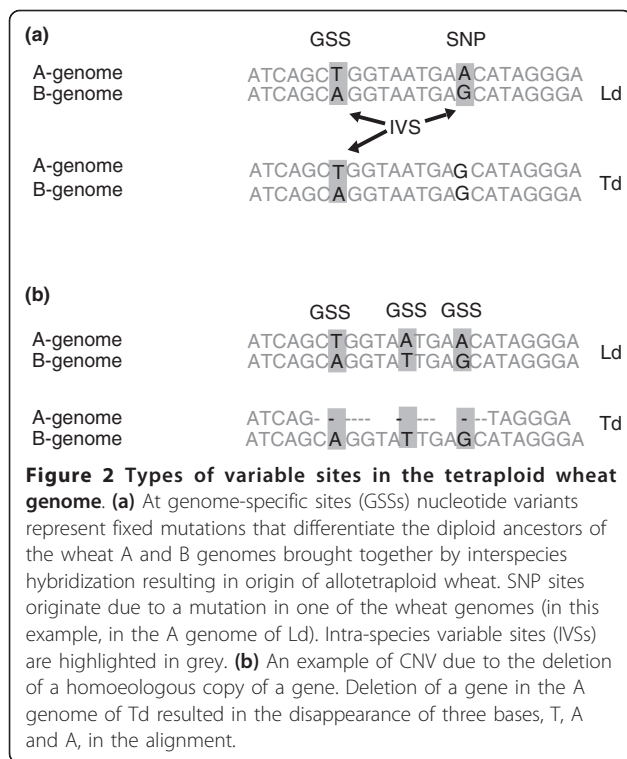 (a)
GSS SNP
A-genome ATCAGCTGGTAATGAACATAGGGA
B-genome ATCAGCAGGTAATGAGCATAGGGA Ld
IVS
A-genome ATCAGCTGGTAATGAGCATAGGGA
B-genome ATCAGCAGGTAATGAGCATAGGGA Td
(b)
GSS GSS GSS
A-genome ATCAGCTGGTAATGAACATAGGGA
B-genome ATCAGCAGGTATTGAGCATAGGGA Ld
A-genome ATCAG- ----- - --- - --TAGGGA
B-genome ATCAGCAGGTATTGAGCATAGGGA Td
Figure 2 Types of variable sites in the tetraploid wheat
genome. (a) At genome-specific sites (GSSs) nucleotide variants
represent fixed mutations that differentiate the diploid ancestors of
the wheat A and B genomes brought together by interspecies
hybridization resulting in origin of allotetraploid wheat. SNP sites
originate due to a mutation in one of the wheat genomes (in this
example, in the A genome of Ld). Intra-species variable sites (IVSs)
are highlighted in grey. (b) An example of CNV due to the deletion
of a homoeologous copy of a gene. Deletion of a gene in the A
genome of Td resulted in the disappearance of three bases, T, A
and A, in the alignment.